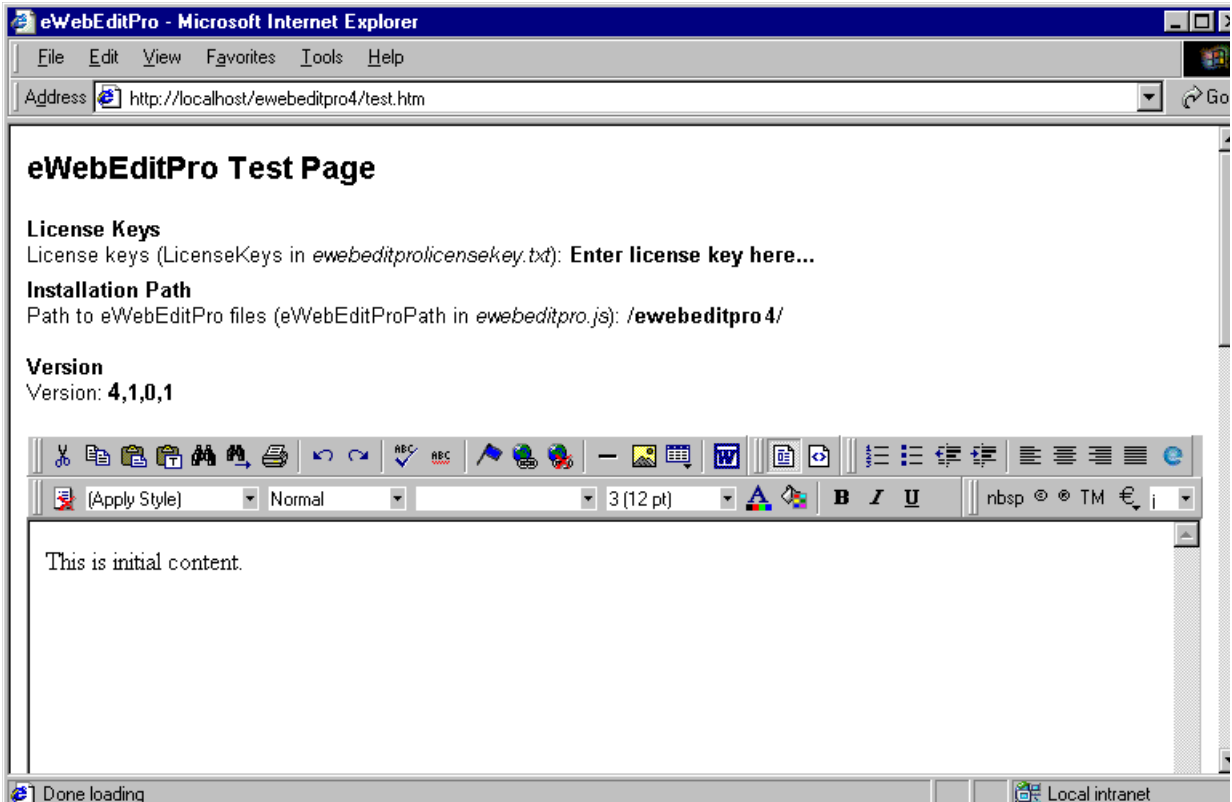 eWebEditPro - Microsoft Internet Explorer
File Edit View Favorites Tools Help
Address http://localhost/ewebeditpro4/test.htm Go
eWebEditPro Test Page
License Keys
License keys (LicenseKeys in ewebeditprolicensekey.txt): Enter license key here...
Installation Path
Path to eWebEditPro files (eWebEditProPath in ewebeditpro.js): /ewebeditpro4/
Version
Version: 4,1,0,1
ABC ABC W
(Apply Style) Normal 3 (12 pt) A B I U nbsp © ® TM € ¡
This is initial content.
Done loading Local intranet